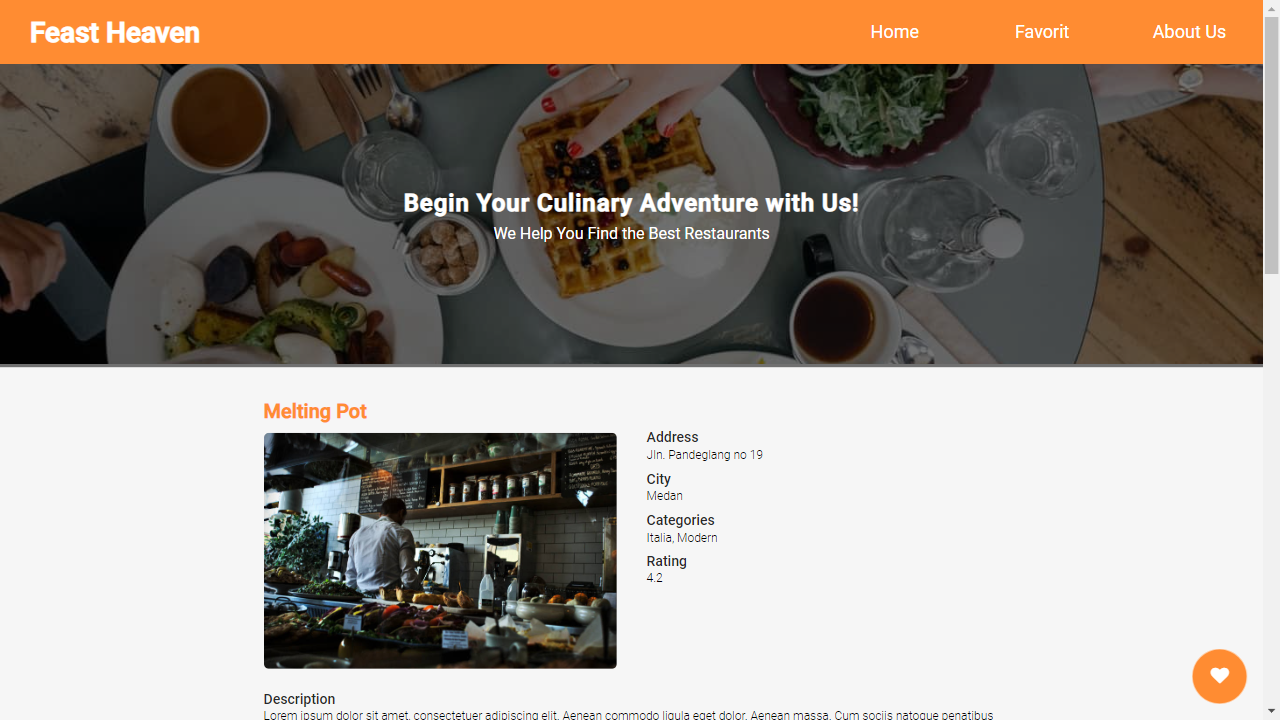 Feast Heaven
Home
Favorit
About Us
Begin Your Culinary Adventure with Us!
We Help You Find the Best Restaurants
Melting Pot
Address
Jln. Pandeglang no 19
City
Medan
Categories
Italia, Modern
Rating
4.2
Description
Lorem ipsum dolor sit amet, consectetuer adipiscing elit. Aenean commodo ligula eget dolor. Aenean massa. Cum sociis natoque penatibus